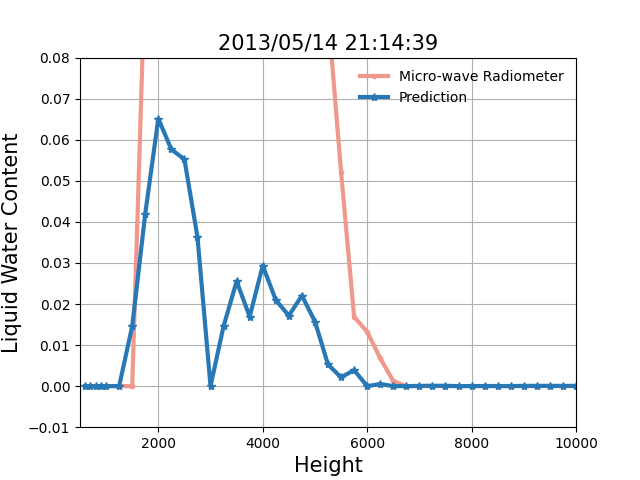 2013/05/14 21:14:39
Micro-wave Radiometer
Prediction
Liquid Water Content
0.08
0.07
0.06
0.05
0.04
0.03
0.02
0.01
0.00
−0.01
2000 4000 6000 8000 10000
Height